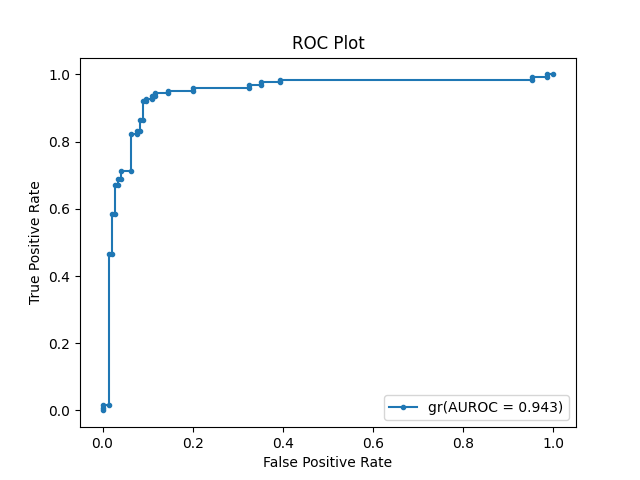 ROC Plot
True Positive Rate
1.0
0.8
0.6
0.4
0.2
0.0
gr(AUROC = 0.943)
0.0 0.2 0.4 0.6 0.8 1.0
False Positive Rate